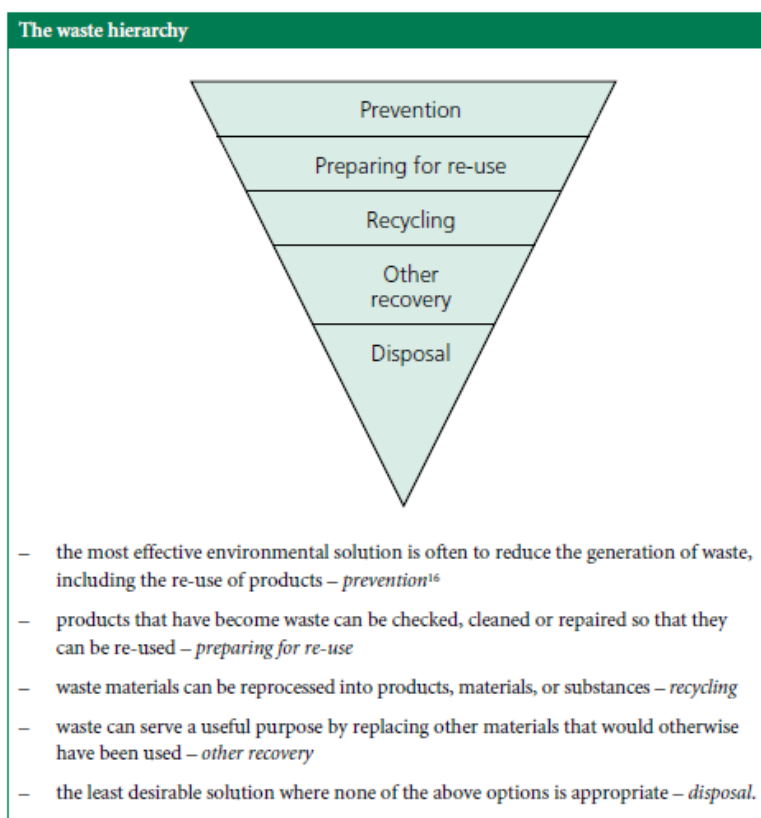 The waste hierarchy
Prevention
Preparing for re-use
Recycling
Other
recovery
Disposal
– the most effective environmental solution is often to reduce the generation of waste,
including the re-use of products – prevention¹⁶
– products that have become waste can be checked, cleaned or repaired so that they
can be re-used – preparing for re-use
– waste materials can be reprocessed into products, materials, or substances – recycling
– waste can serve a useful purpose by replacing other materials that would otherwise
have been used – other recovery
– the least desirable solution where none of the above options is appropriate – disposal.